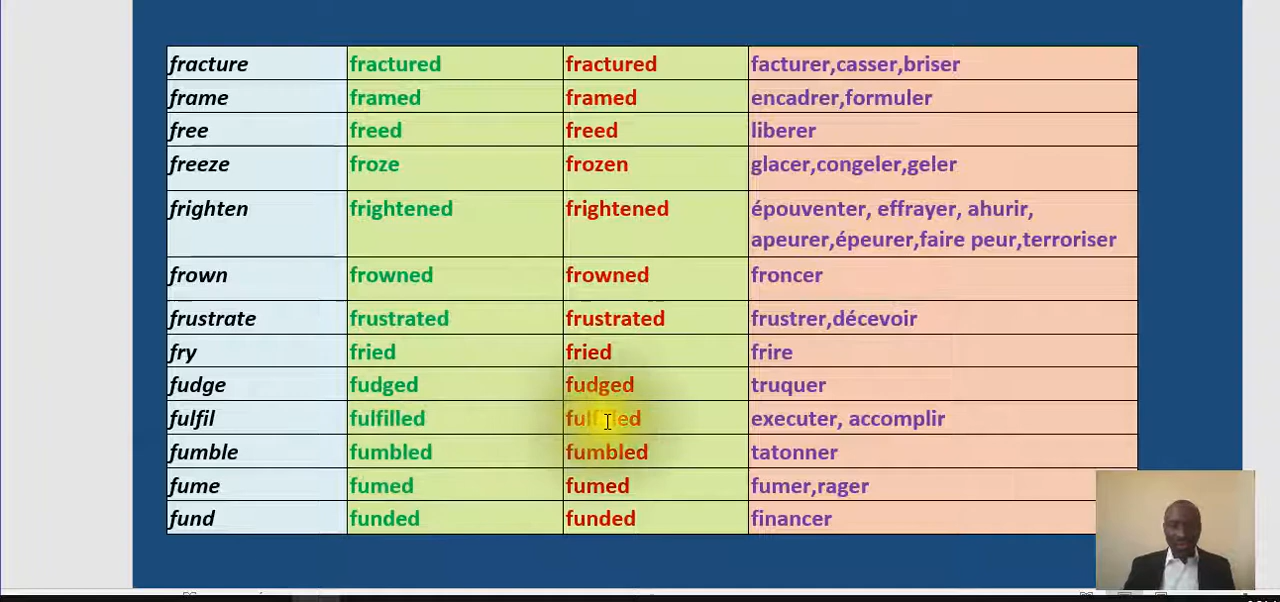 fracture fractured fractured facturer,casser,briser
frame framed framed encadrer,formuler
free freed freed liberer
freeze froze frozen glacer,congeler,geler
frighten frightened frightened épouventer, effrayer, ahurir,
apeurer,épeurer,faire peur,terroriser
frown frowned frowned froncer
frustrate frustrated frustrated frustrer,décevoir
fry fried fried frire
fudge fudged fudged truquer
fulfil fulfilled fulfilled executer, accomplir
fumble fumbled fumbled tatonner
fume fumed fumed fumer,rager
fund funded funded financer